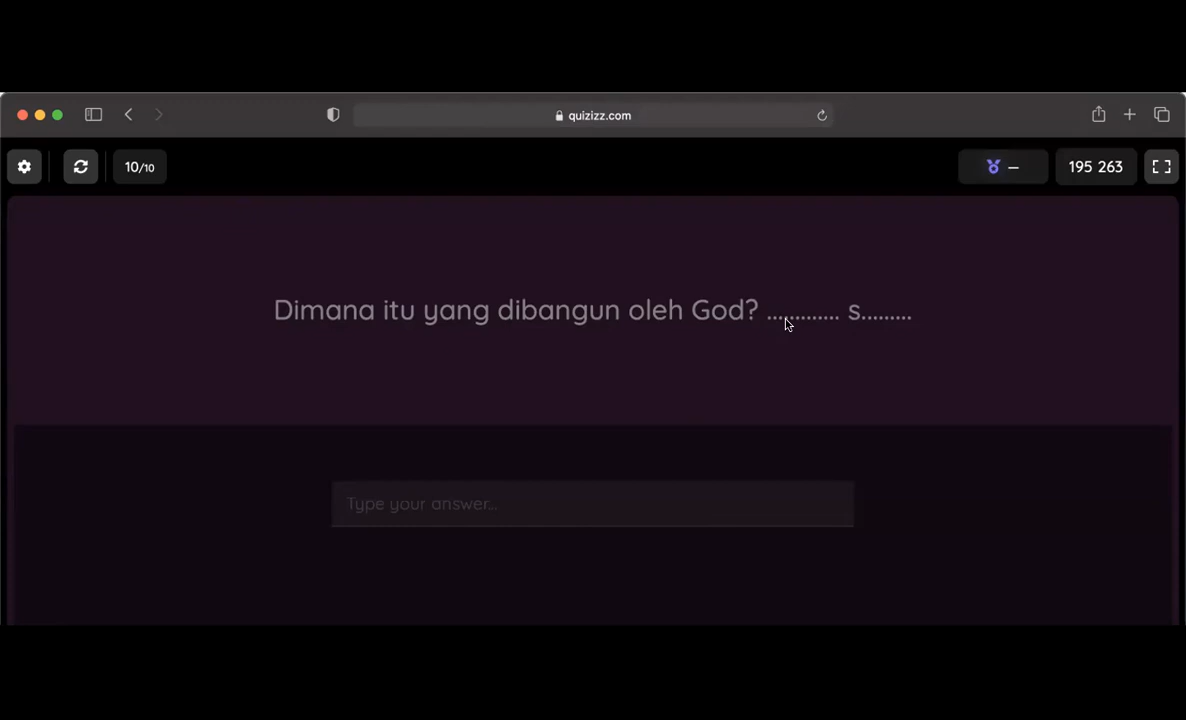 quizizz.com
10/10
–
195 263
Dimana itu yang dibangun oleh God? ............. s.........
Type your answer...